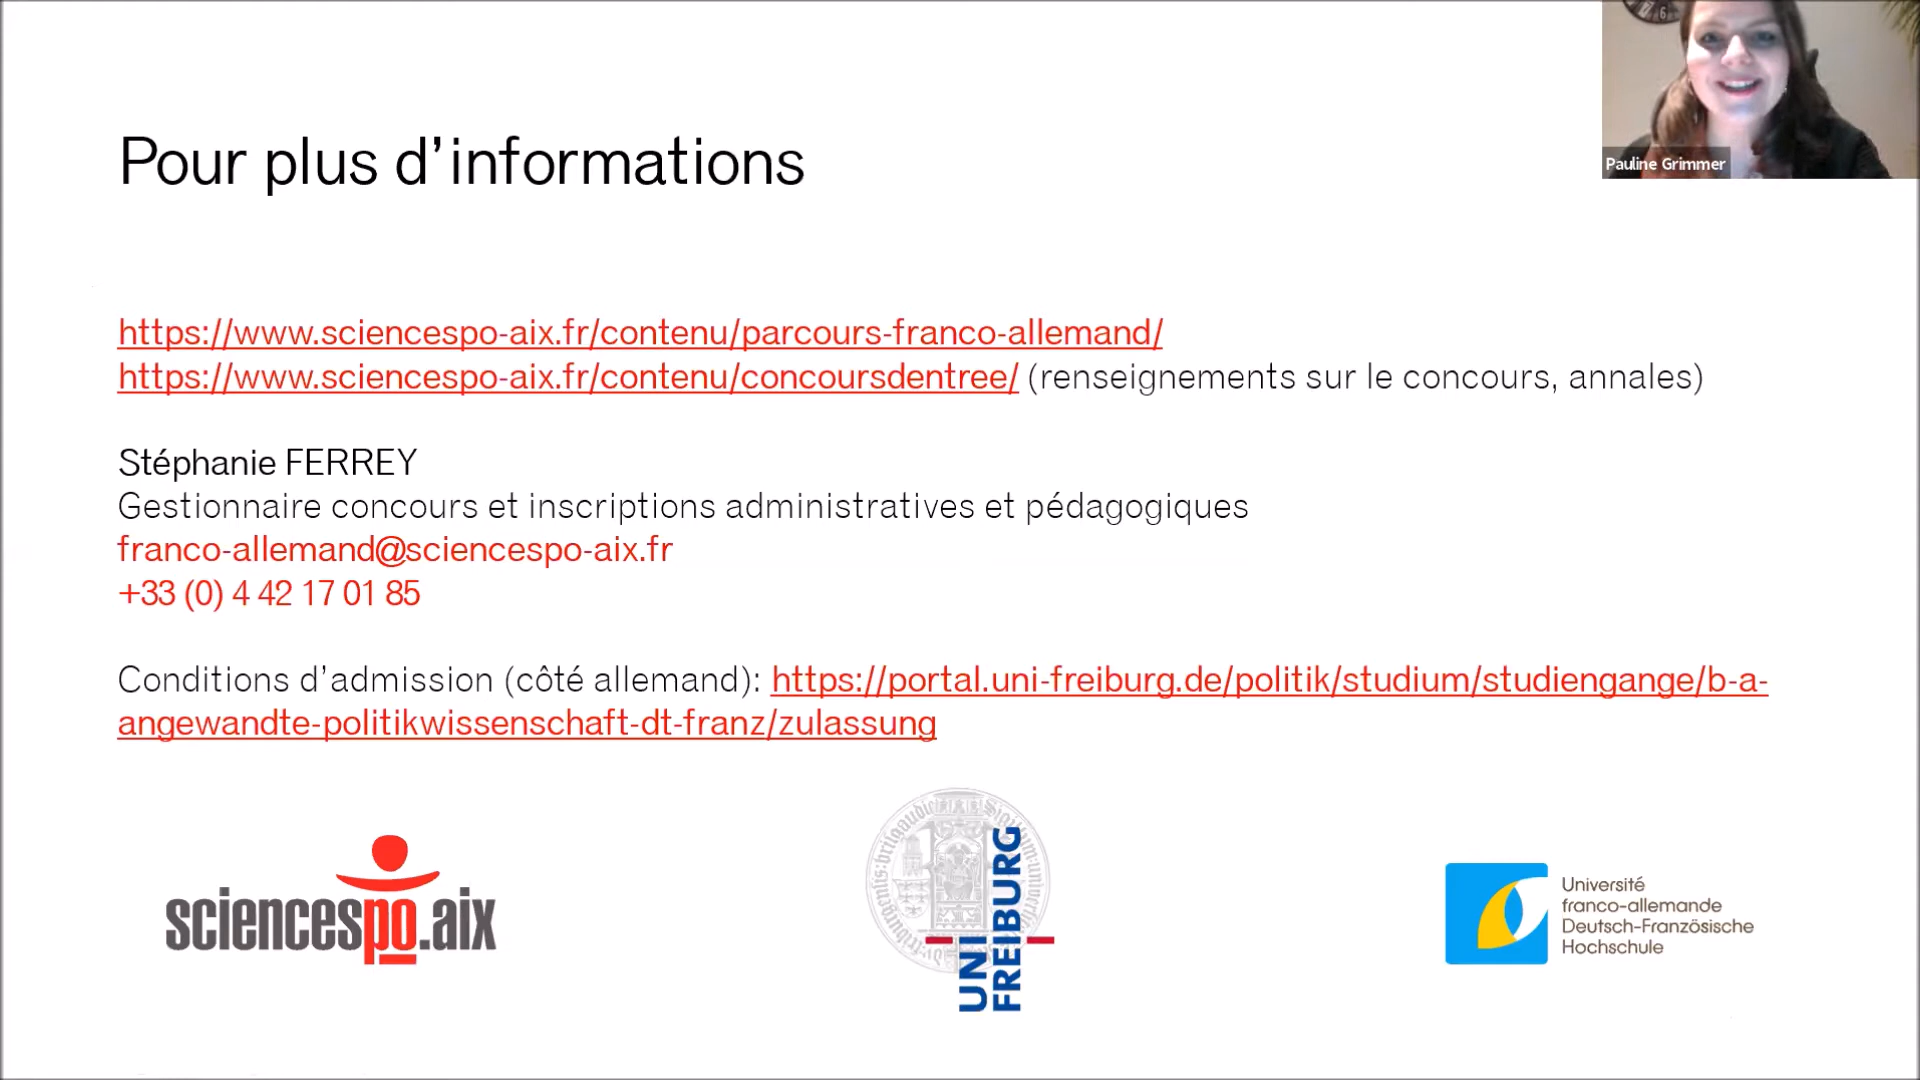 Pour plus d'informations
Pauline Grimmer
https://www.sciencespo-aix.fr/contenu/parcours-franco-allemand/
https://www.sciencespo-aix.fr/contenu/concoursdentree/ (renseignements sur le concours, annales)
Stéphanie FERREY
Gestionnaire concours et inscriptions administratives et pédagogiques
franco-allemand@sciencespo-aix.fr
+33 (0) 4 42 17 01 85
Conditions d'admission (côté allemand): https://portal.uni-freiburg.de/politik/studium/studiengange/b-a-
angewandte-politikwissenschaft-dt-franz/zulassung
sciencespo.aix
UNI
FREIBURG
Université
franco-allemande
Deutsch-Französische
Hochschule